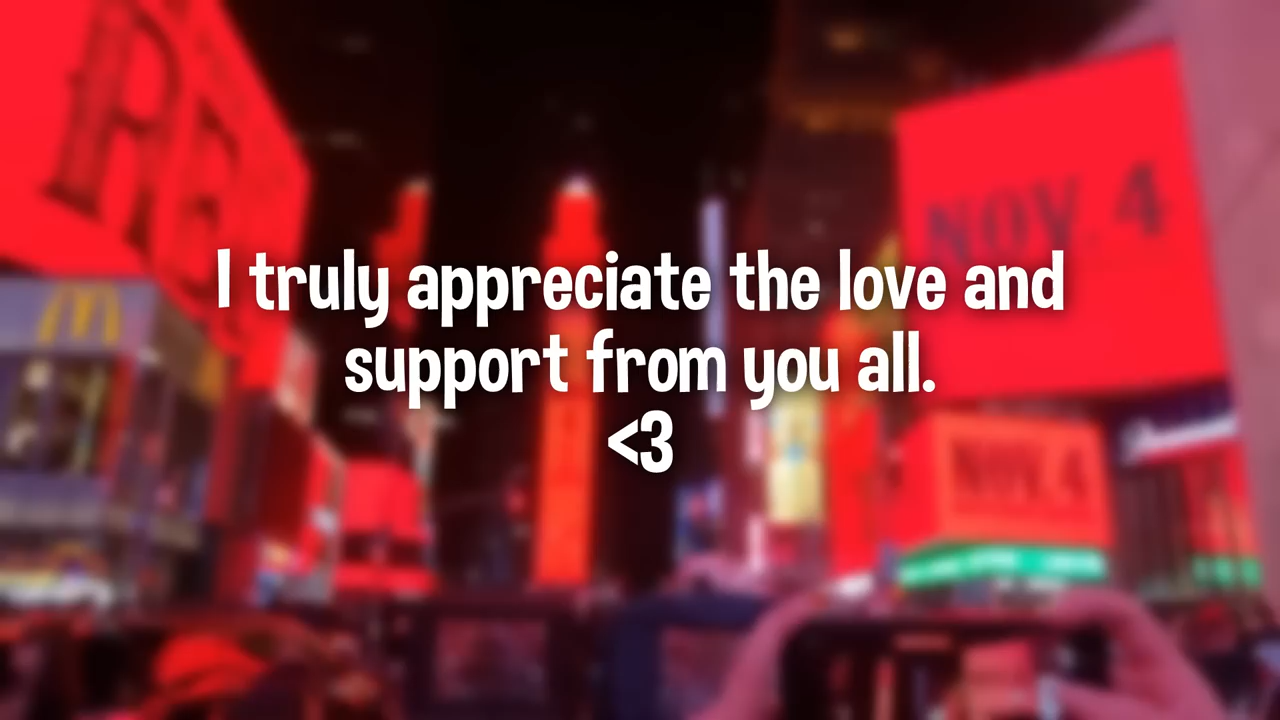 NOV. 4
I truly appreciate the love and
support from you all.
<3
NOV. 4